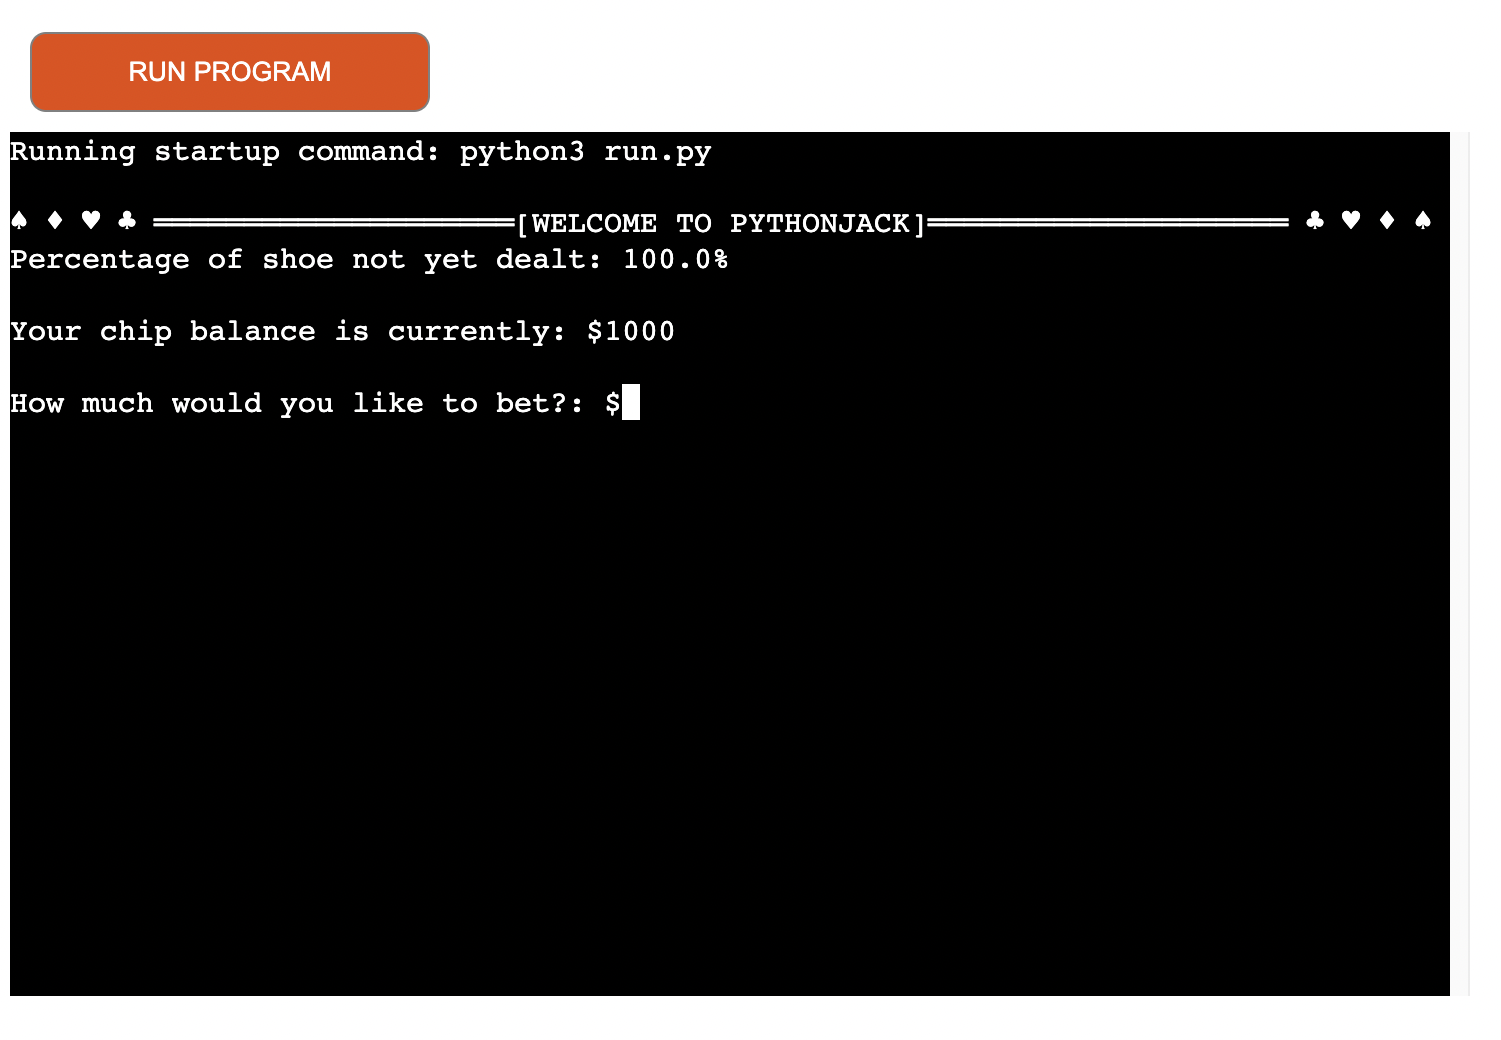 RUN PROGRAM
Running startup command: python3 run.py
♠ ♦ ♥ ♣ ════════════════════[WELCOME TO PYTHONJACK]════════════════════ ♣ ♥ ♦ ♠
Percentage of shoe not yet dealt: 100.0%
Your chip balance is currently: $1000
How much would you like to bet?: $